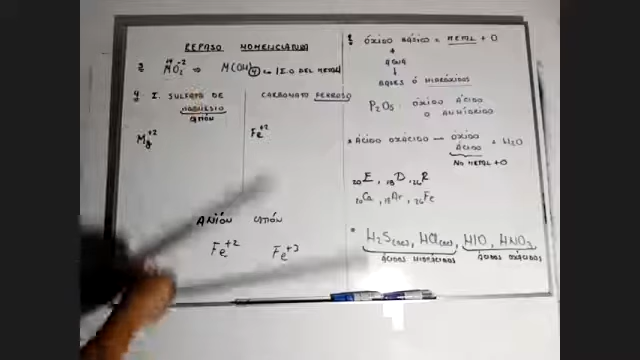 REPASO NOMENCLATURA
3 MO₂ ⇒ M(OH)④ I E.O DEL METAL
+4 -2
4. I. SULFATO DE
MAGNESIO
CATIÓN
Mg+2
CARBONATO FERROSO
Fe+2
ANIÓN CATIÓN
Fe+2 Fe+3
ÓXIDO BÁSICO = METAL + O
+
AGUA
↓
BASES Ó HIDRÓXIDOS
P₂O₅ ÓXIDO ÁCIDO
O ANHÍDRIDO
* ÁCIDO OXÁCIDO — ÓXIDO ÁCIDO + H₂O
NO METAL + O
₂₀E, ₁₈D, ₂₆R
₂₀Ca, ₁₈Ar, ₂₆Fe
* H₂S(ac), HCl(ac), HIO, HNO₃
ÁCIDOS HIDRÁCIDOS ÁCIDOS OXÁCIDOS